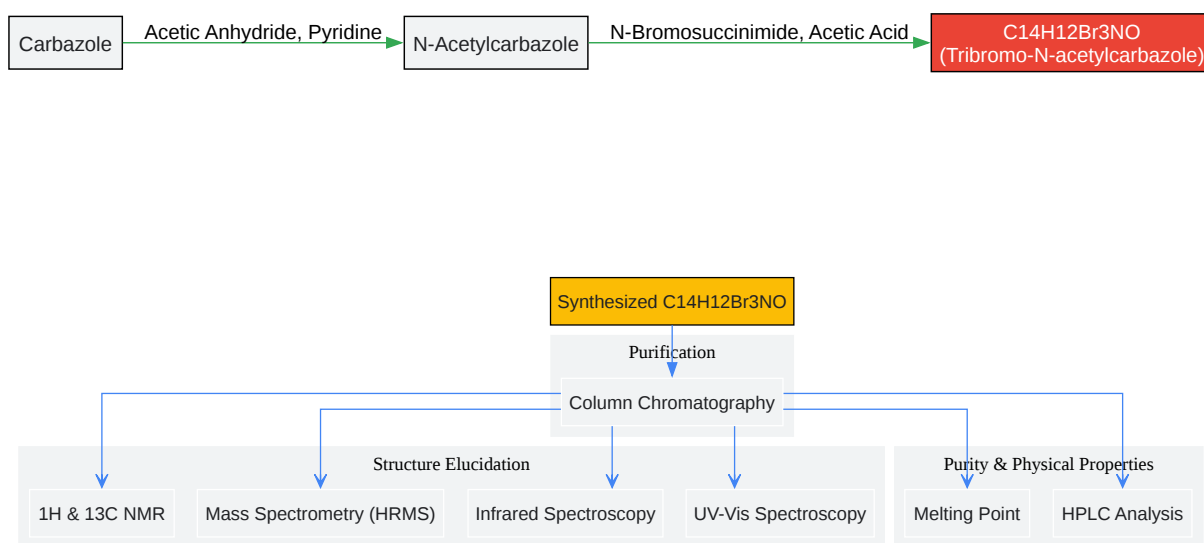 Carbazole
Acetic Anhydride, Pyridine
N-Acetylcarbazole
N-Bromosuccinimide, Acetic Acid
C14H12Br3NO
(Tribromo-N-acetylcarbazole)
Synthesized C14H12Br3NO
Purification
Column Chromatography
Structure Elucidation
Purity & Physical Properties
1H & 13C NMR
Mass Spectrometry (HRMS)
Infrared Spectroscopy
UV-Vis Spectroscopy
Melting Point
HPLC Analysis